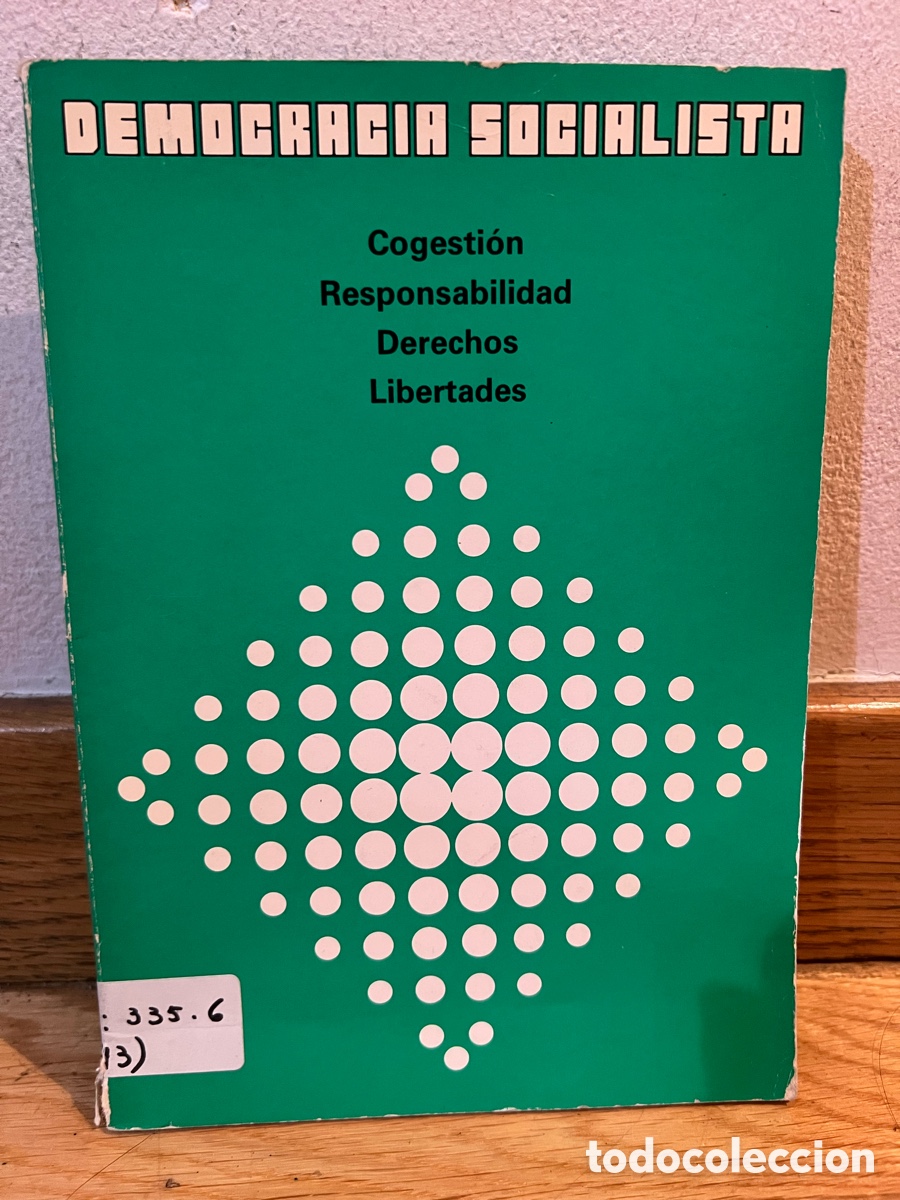 DEMOCRACIA SOCIALISTA
Cogestión
Responsabilidad
Derechos
Libertades
: 335.6
13)
todocoleccion